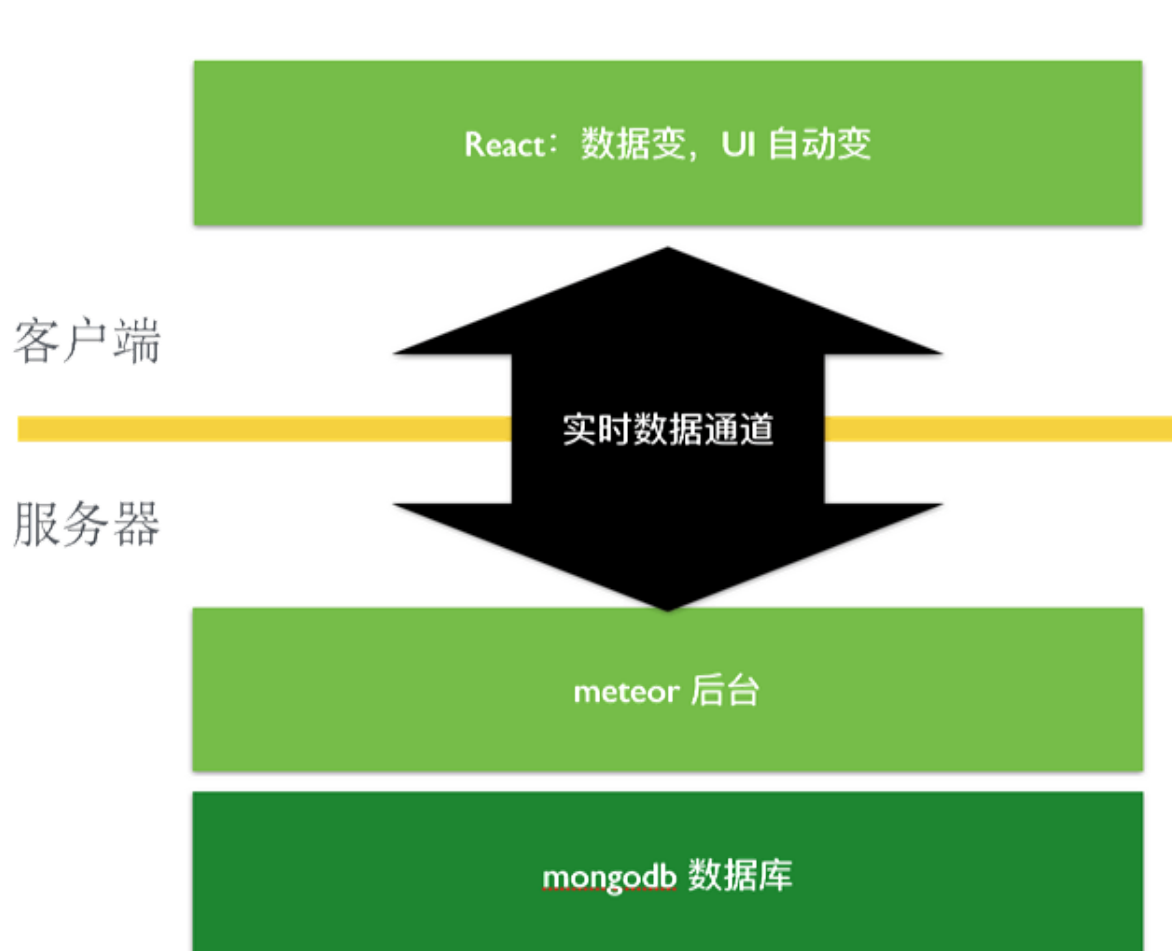 React：数据变，UI 自动变
客户端
实时数据通道
服务器
meteor 后台
mongodb 数据库